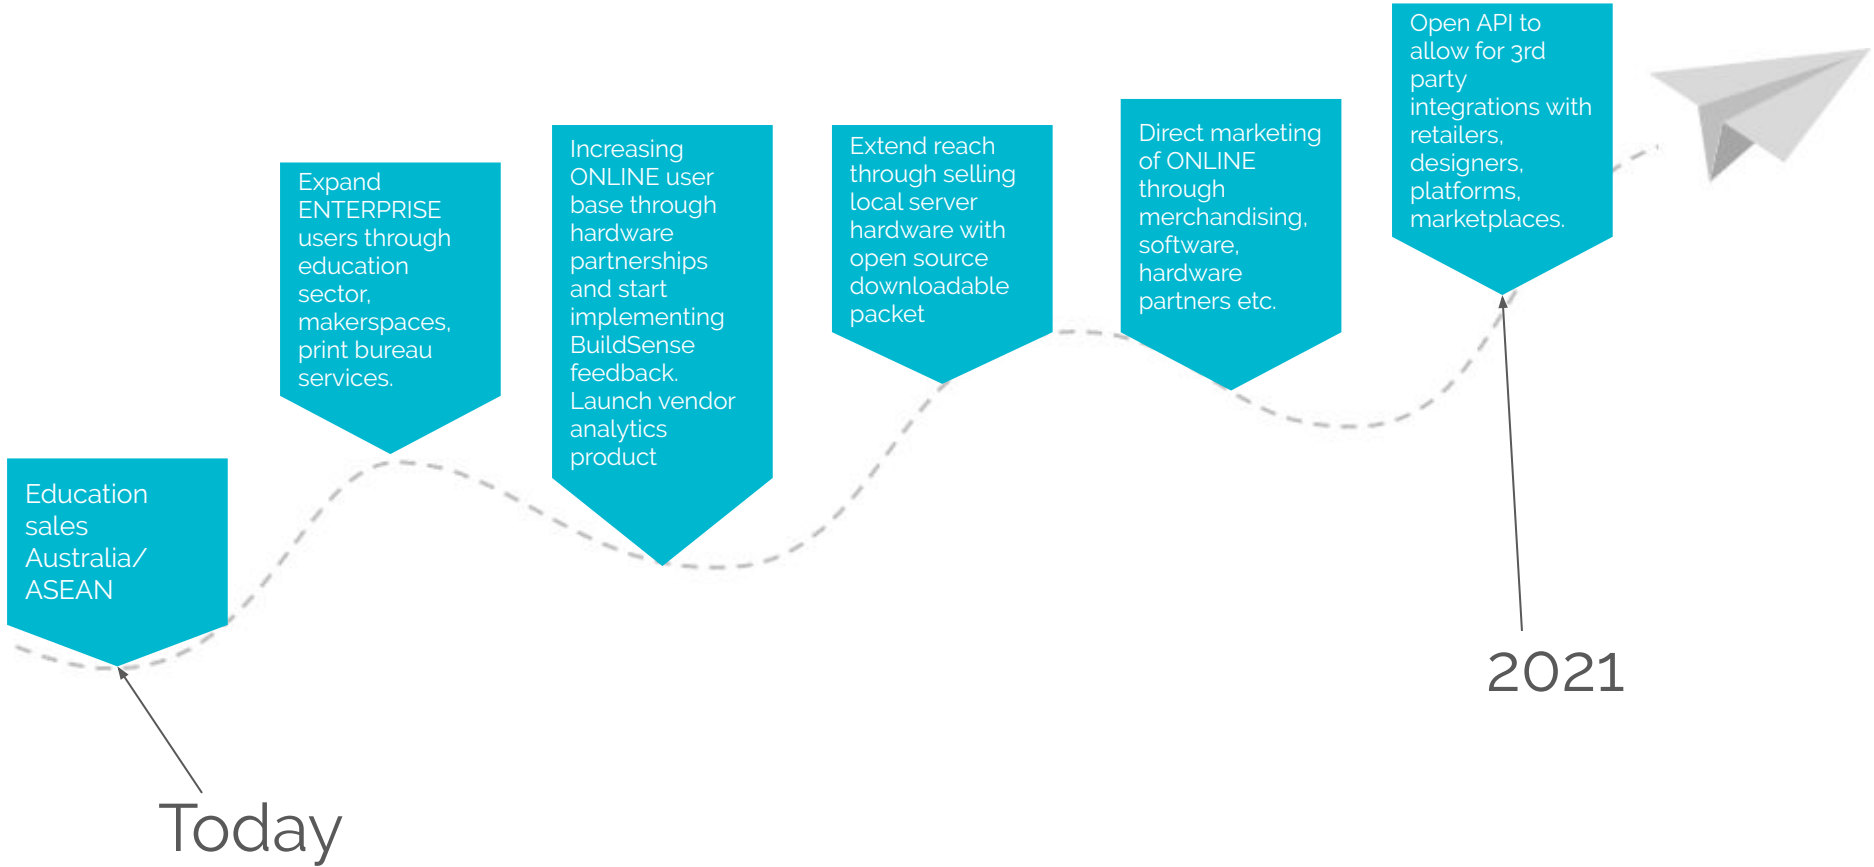 Education
sales
Australia/
ASEAN
Expand
ENTERPRISE
users through
education
sector,
makerspaces,
print bureau
services.
Increasing
ONLINE user
base through
hardware
partnerships
and start
implementing
BuildSense
feedback.
Launch vendor
analytics
product
Extend reach
through selling
local server
hardware with
open source
downloadable
packet
Direct marketing
of ONLINE
through
merchandising,
software,
hardware
partners etc.
Open API to
allow for 3rd
party
integrations with
retailers,
designers,
platforms,
marketplaces.
Today
2021